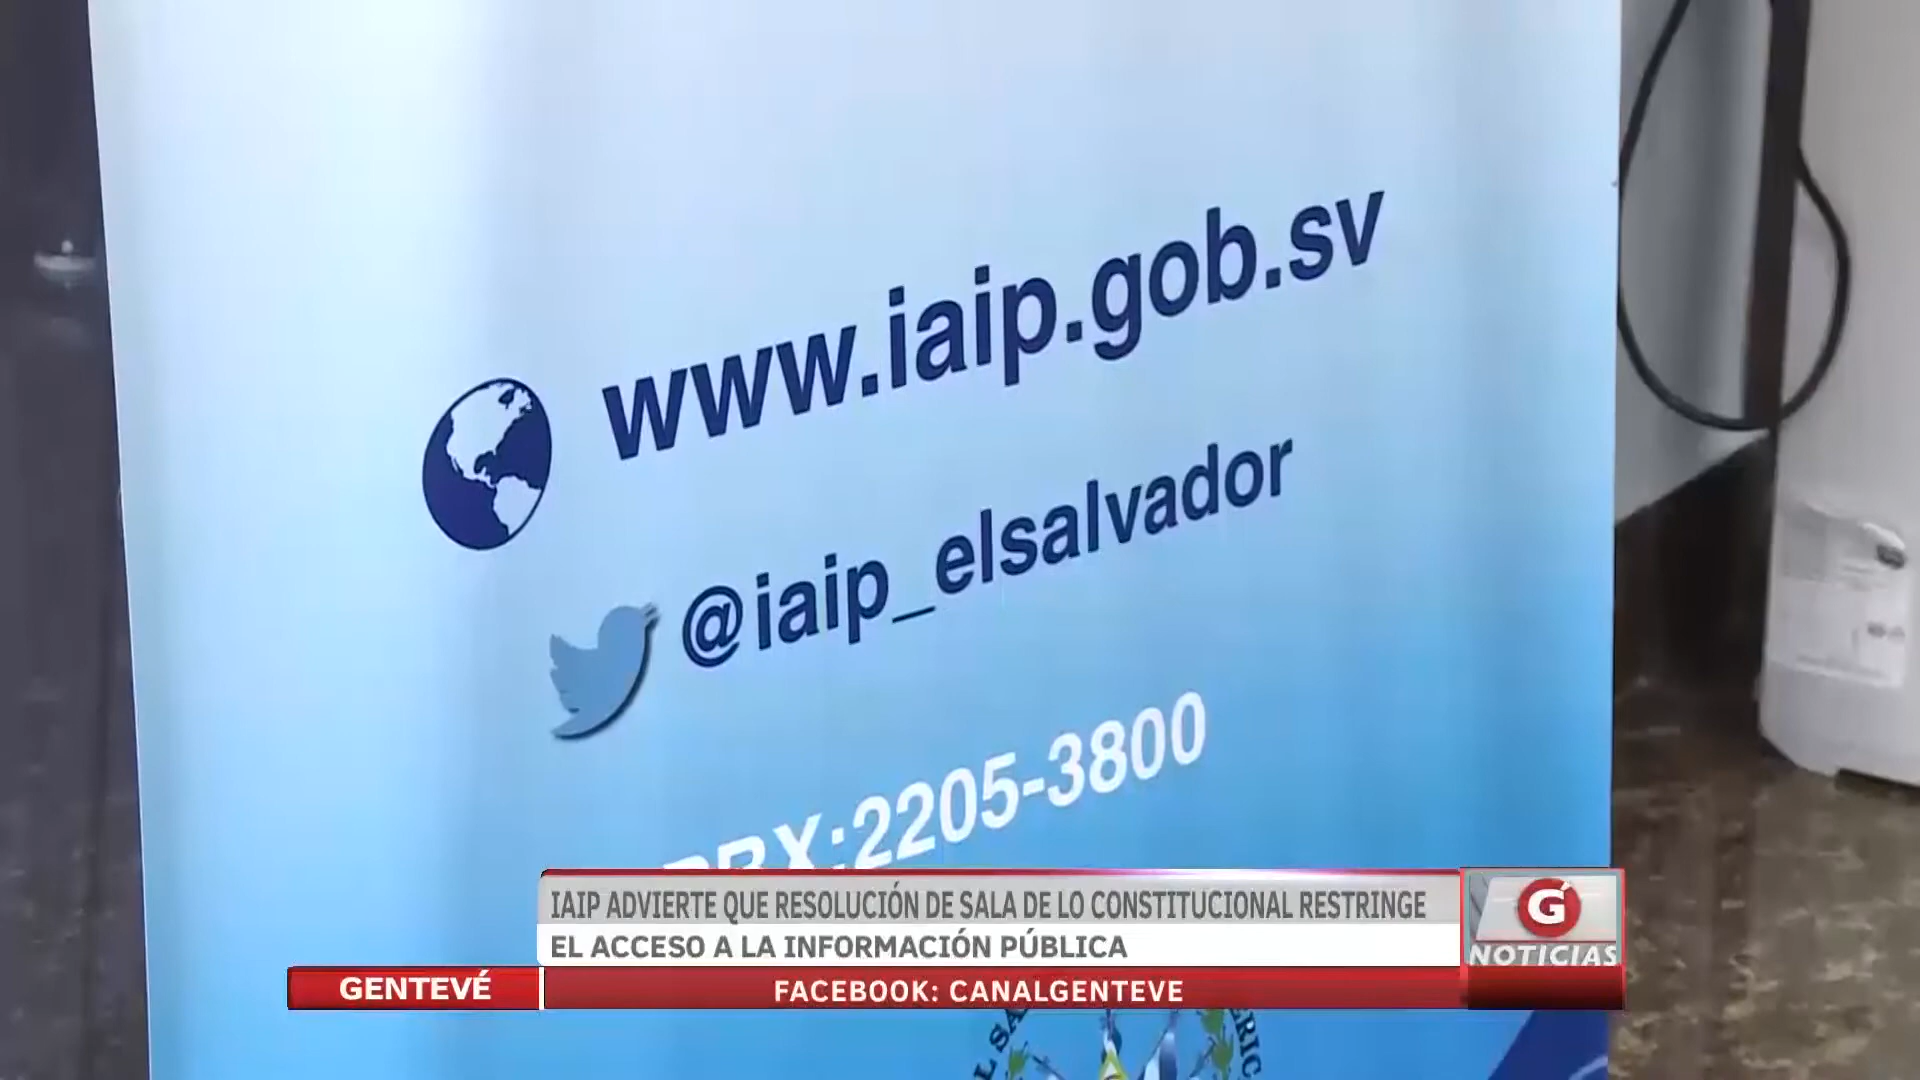 www.iaip.gob.sv
@iaip_elsalvador
PBX:2205-3800
IAIP ADVIERTE QUE RESOLUCIÓN DE SALA DE LO CONSTITUCIONAL RESTRINGE
EL ACCESO A LA INFORMACIÓN PÚBLICA
G
NOTICIAS
GENTEVÉ
FACEBOOK: CANALGENTEVE